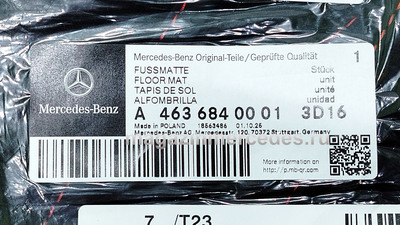 Mercedes-Benz Original-Teile/Geprüfte Qualität 1
FUSSMATTE Stück
FLOOR MAT unit
TAPIS DE SOL unité
ALFOMBRILLA unidad
Mercedes-Benz
A 463 684 00 01 3D16
Made in POLAND 18563486 01.10.25
Mercedes-Benz AG, Mercedesstr. 120, 70372 Stuttgart, Germany
More information on
http://p.mb-qr.com
7 /T23